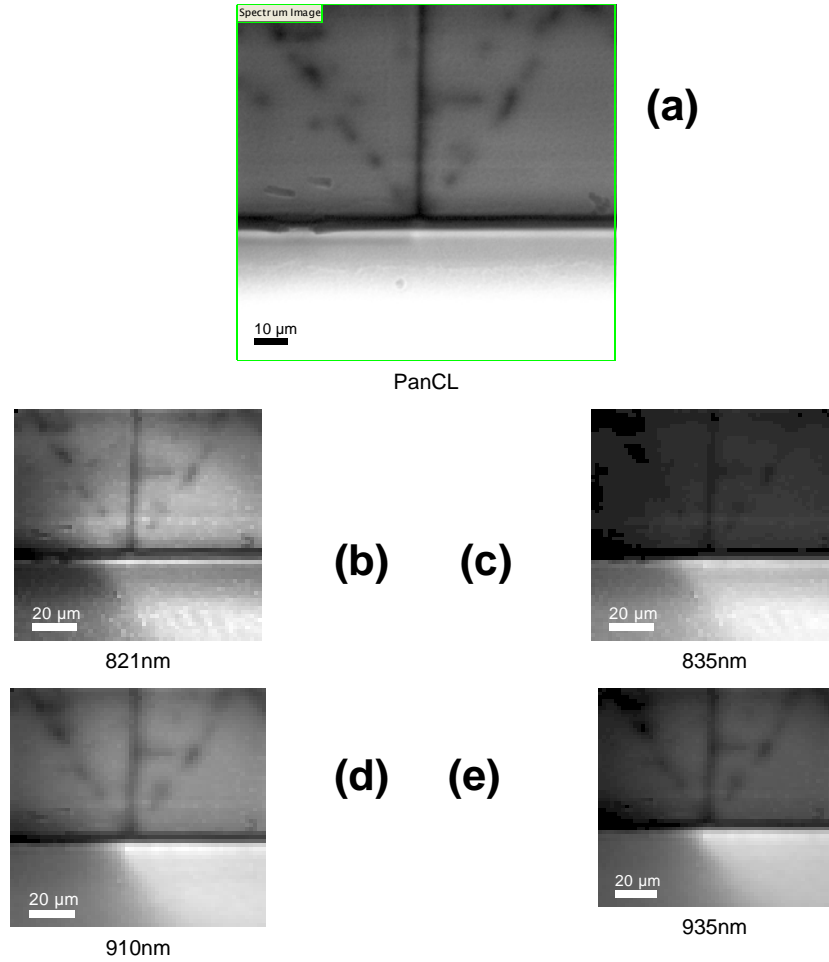 Spectrum Image
(a)
10 µm
PanCL
(b)
(c)
20 µm
20 µm
821nm
835nm
(d)
(e)
20 µm
20 µm
910nm
935nm